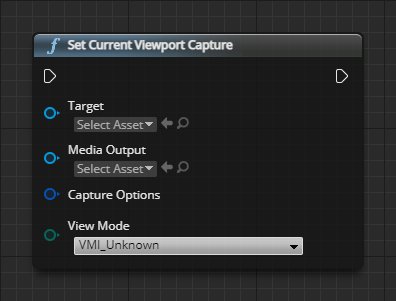 Set Current Viewport Capture
Target
Select Asset
Media Output
Select Asset
Capture Options
View Mode
VMI_Unknown